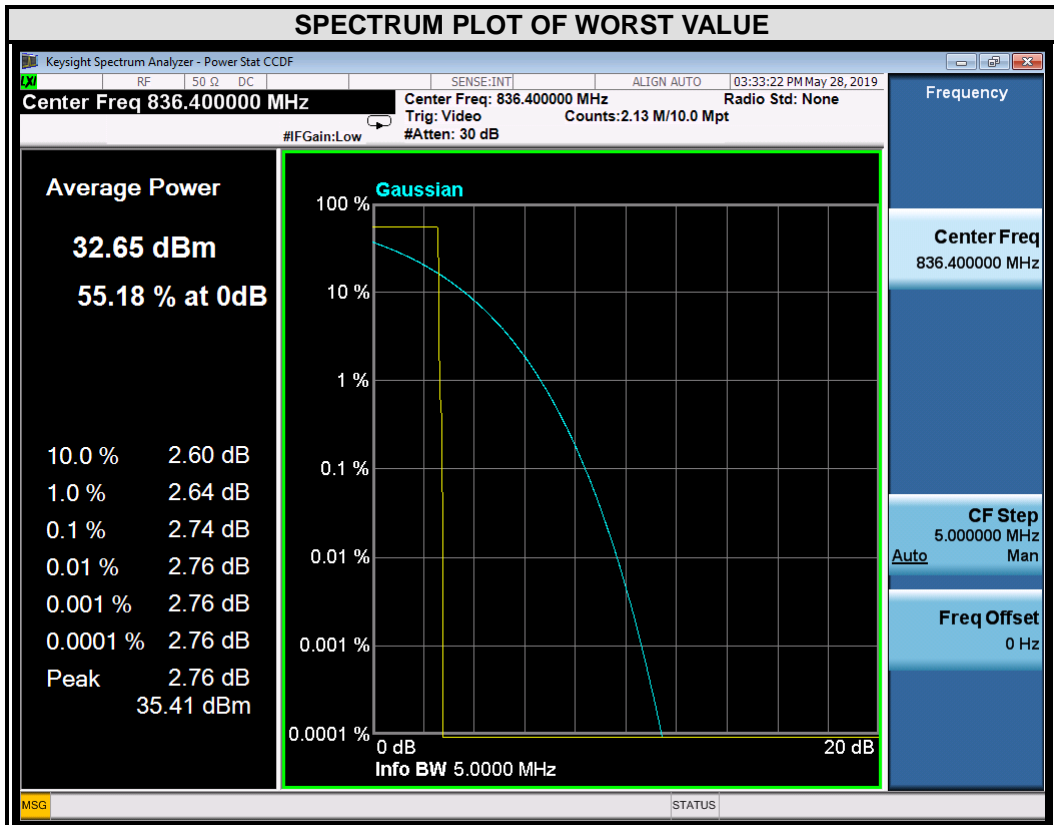 SPECTRUM PLOT OF WORST VALUE
Keysight Spectrum Analyzer - Power Stat CCDF
LXI RF 50 Ω DC SENSE:INT ALIGN AUTO 03:33:22 PM May 28, 2019
Center Freq 836.400000 MHz
Center Freq: 836.400000 MHz Radio Std: None
Trig: Video Counts:2.13 M/10.0 Mpt
#IFGain:Low #Atten: 30 dB
Average Power
32.65 dBm
55.18 % at 0dB
10.0 % 2.60 dB
1.0 % 2.64 dB
0.1 % 2.74 dB
0.01 % 2.76 dB
0.001 % 2.76 dB
0.0001 % 2.76 dB
Peak 2.76 dB
35.41 dBm
Gaussian
100 %
10 %
1 %
0.1 %
0.01 %
0.001 %
0.0001 %
0 dB 20 dB
Info BW 5.0000 MHz
Frequency
Center Freq
836.400000 MHz
CF Step
5.000000 MHz
Auto Man
Freq Offset
0 Hz
MSG STATUS